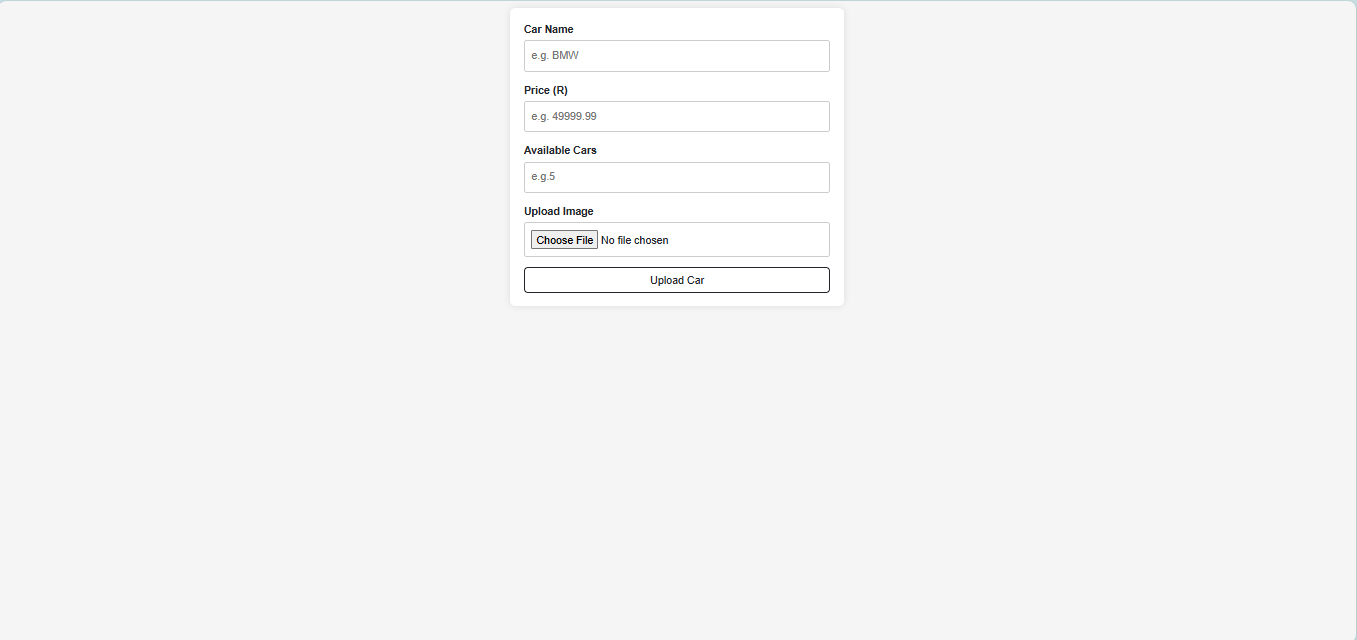 Car Name
e.g. BMW
Price (R)
e.g. 49999.99
Available Cars
e.g.5
Upload Image
Choose File No file chosen
Upload Car